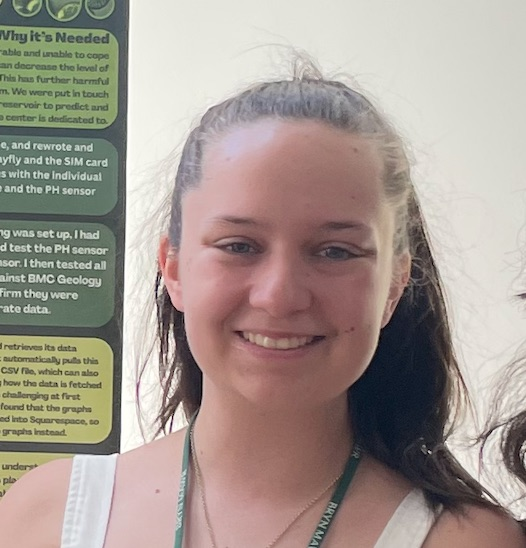 Why it's Needed
rable and unable to cope
an decrease the level of
This has further harmful
m. We were put in touch
reservoir to predict and
center is dedicated to.
e, and rewrote and
ayfly and the SIM card
s with the individual
e and the PH sensor
ng was set up, I had
d test the PH sensor
sor. I then tested all
ainst BMC Geology
firm they were
rate data.
d retrieves its data
automatically pulls this
CSV file, which can also
how the data is fetched
challenging at first
found that the graphs
ed into Squarespace, so
graphs instead.
underst
pla
BRYN MA